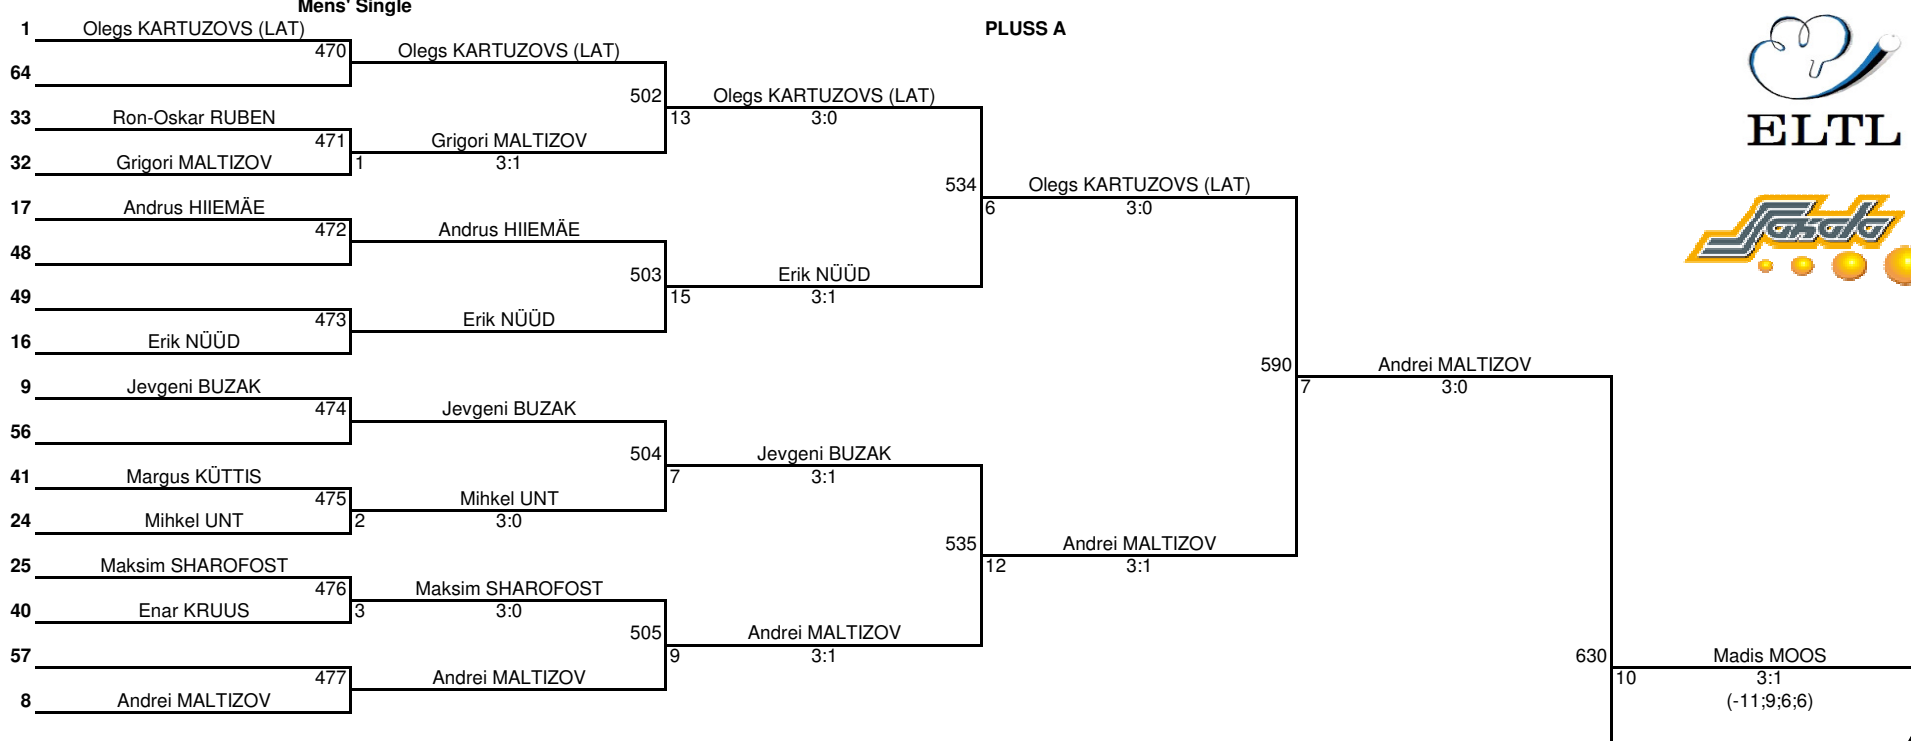 Mens' Single
1 Olegs KARTUZOVS (LAT) PLUSS A
470 Olegs KARTUZOVS (LAT)
64
502 Olegs KARTUZOVS (LAT)
33 Ron-Oskar RUBEN 13 3:0
471 Grigori MALTIZOV
32 Grigori MALTIZOV 1 3:1
ELTL
534 Olegs KARTUZOVS (LAT)
17 Andrus HIIEMÄE 6 3:0
472 Andrus HIIEMÄE
Sakala
48
503 Erik NÜÜD
49 15 3:1
473 Erik NÜÜD
16 Erik NÜÜD
590 Andrei MALTIZOV
9 Jevgeni BUZAK 7 3:0
474 Jevgeni BUZAK
56
504 Jevgeni BUZAK
41 Margus KÜTTIS 7 3:1
475 Mihkel UNT
24 Mihkel UNT 2 3:0
535 Andrei MALTIZOV
25 Maksim SHAROFOST 12 3:1
476 Maksim SHAROFOST
40 Enar KRUUS 3 3:0
505 Andrei MALTIZOV
57 9 3:1
630 Madis MOOS
477 Andrei MALTIZOV 10 3:1
8 Andrei MALTIZOV (-11;9;6;6)